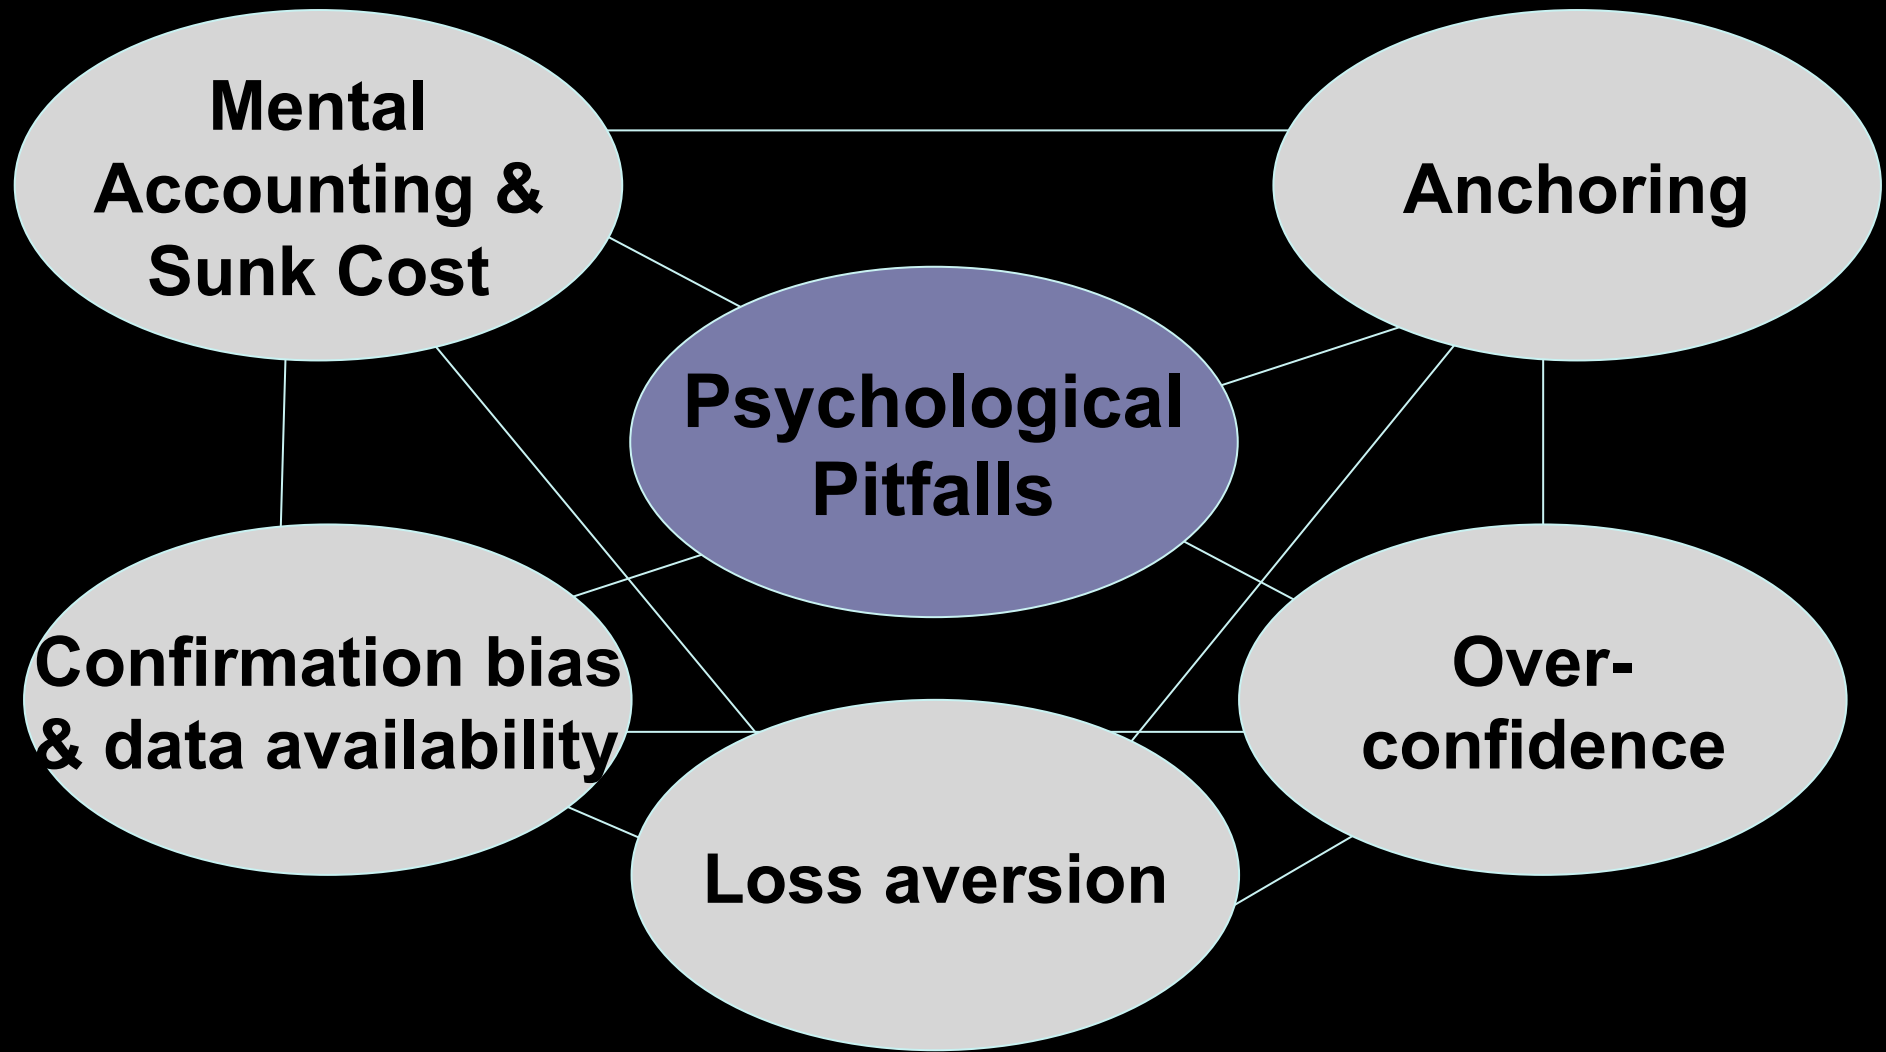 Mental
Accounting &
Sunk Cost
Anchoring
Psychological
Pitfalls
Confirmation bias
& data availability
Over-
confidence
Loss aversion